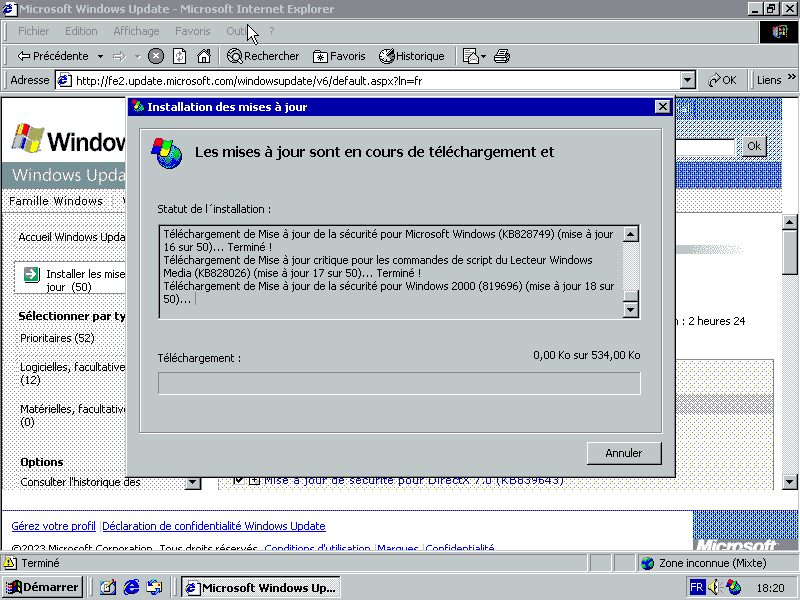 Microsoft Windows Update - Microsoft Internet Explorer
Fichier Edition Affichage Favoris Out ?
Précédente Rechercher Favoris Historique
Adresse http://fe2.update.microsoft.com/windowsupdate/v6/default.aspx?ln=fr OK Liens »
Installation des mises à jour
Windov
Ok
Windows Upda
Les mises à jour sont en cours de téléchargement et
Famille Windows
Statut de l´installation :
Accueil Windows Upda
Téléchargement de Mise à jour de la sécurité pour Microsoft Windows (KB828749) (mise à jour
16 sur 50)... Terminé !
Téléchargement de Mise à jour critique pour les commandes de script du Lecteur Windows
Media (KB828026) (mise à jour 17 sur 50)... Terminé !
Téléchargement de Mise à jour de la sécurité pour Windows 2000 (819696) (mise à jour 18 sur
50)...
Installer les mise
jour (50)
Sélectionner par ty
n : 2 heures 24
Prioritaires (52)
Téléchargement : 0,00 Ko sur 534,00 Ko
Logicielles, facultative
(12)
Matérielles, facultativ
(0)
Annuler
Options
Consulter l'historique des
Mise à jour de sécurité pour DirectX 7.0 (KB839643)
Gérez votre profil |Déclaration de confidentialité Windows Update
©2023 Microsoft Corporation. Tous droits réservés. Conditions d'utilisation |Marques |Confidentialité
Microsoft
Terminé Zone inconnue (Mixte)
Démarrer Microsoft Windows Up... FR 18:20